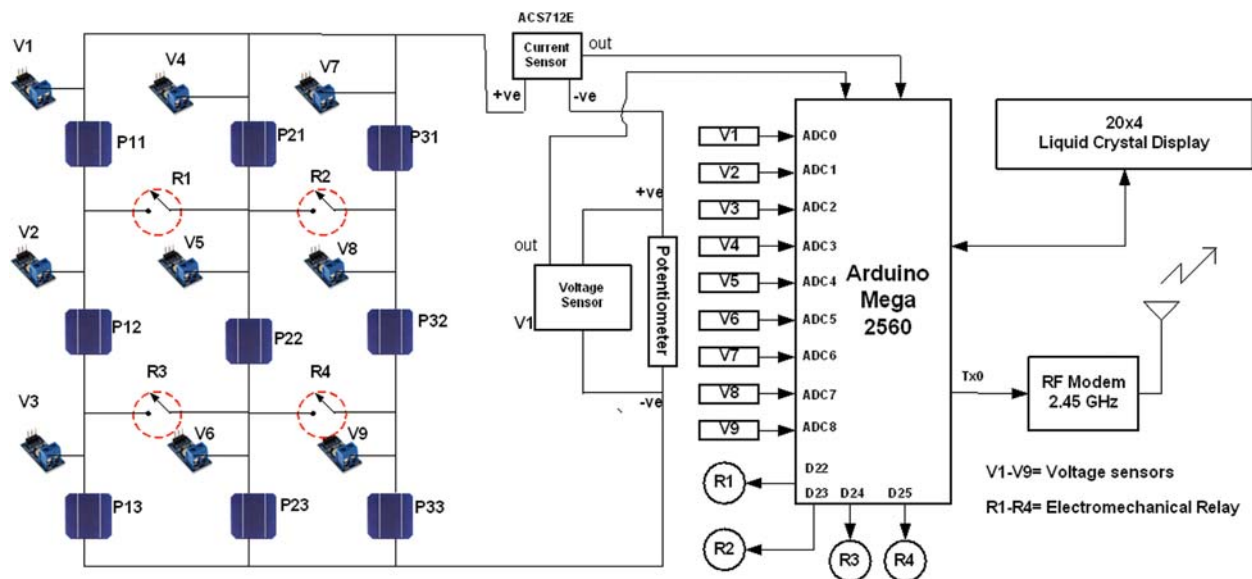 ACS712E
Current
Sensor
out
+ve
-ve
V1
V4
V7
P11
P21
P31
R1
R2
V2
V5
V8
P12
P22
P32
R3
R4
V3
V6
V9
P13
P23
P33
out
Voltage
Sensor
V1
+ve
-ve
Potentiometer
V1
V2
V3
V4
V5
V6
V7
V8
V9
ADC0
ADC1
ADC2
ADC3
ADC4
ADC5
ADC6
ADC7
ADC8
Arduino
Mega
2560
Tx0
D22
D23
D24
D25
R1
R2
R3
R4
20x4
Liquid Crystal Display
RF Modem
2.45 GHz
V1-V9= Voltage sensors
R1-R4= Electromechanical Relay